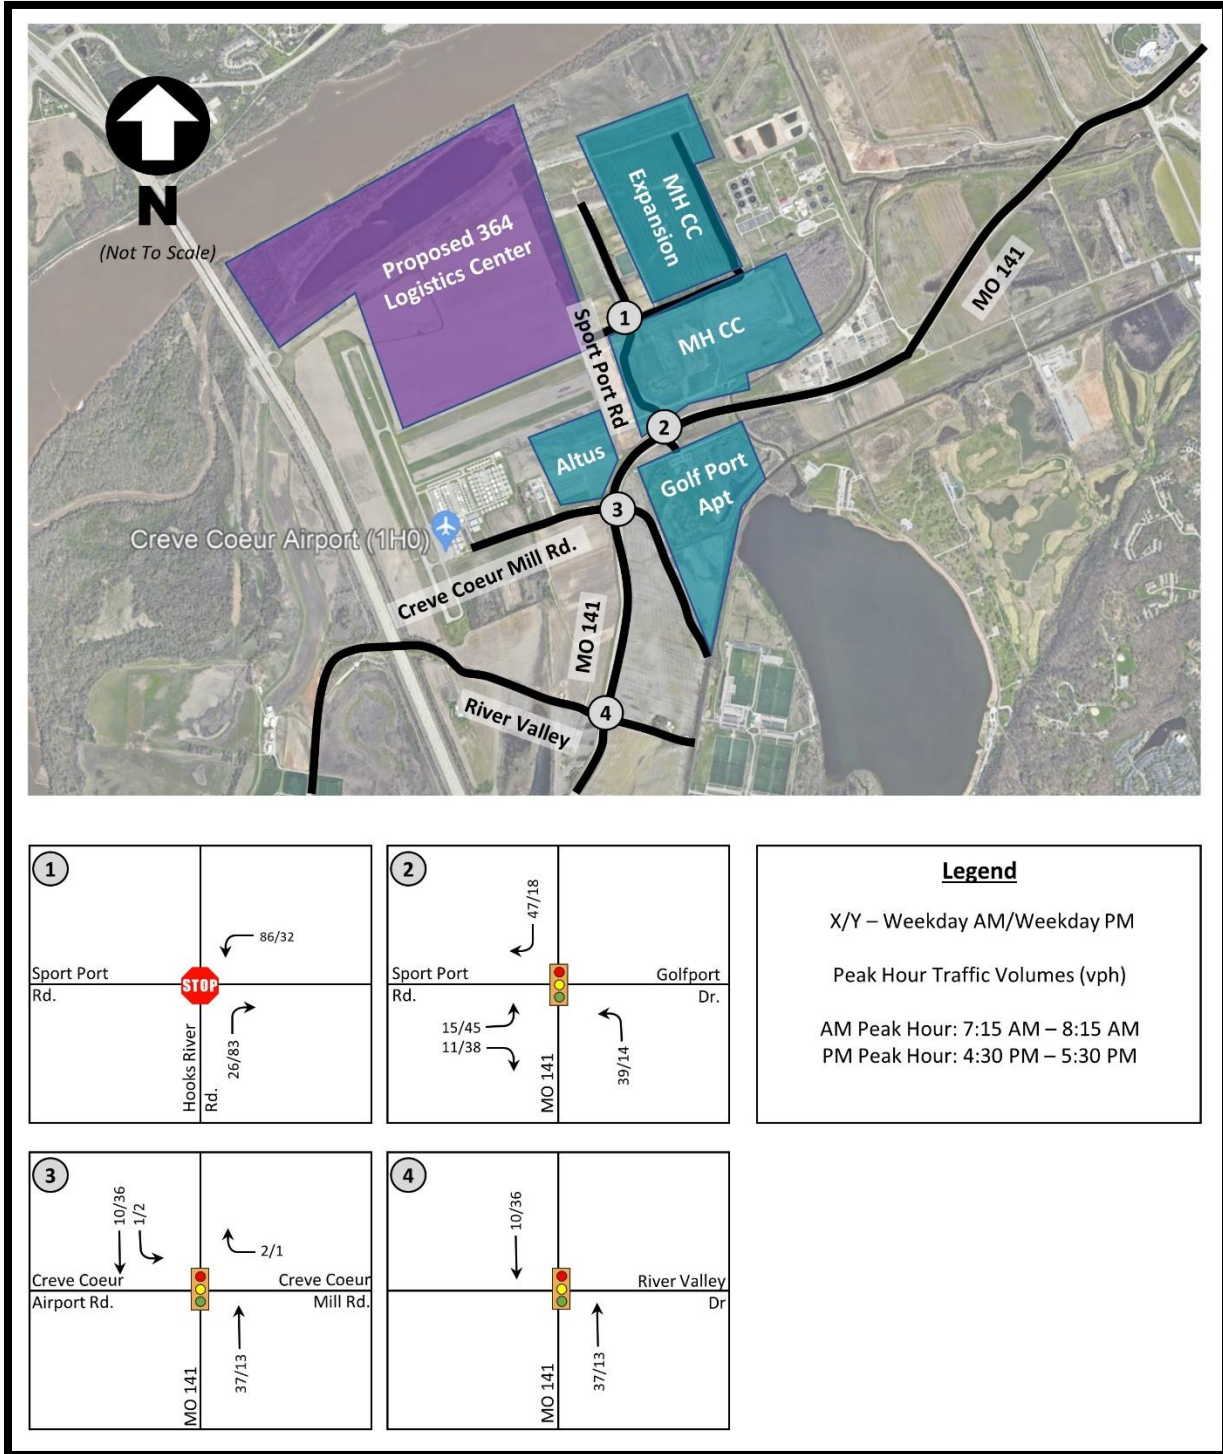 N
(Not To Scale)
Proposed 364
Logistics Center
MH CC
Expansion
MO 141
1
MH CC
Sport Port Rd
2
Altus
Golf Port
Apt
3
Creve Coeur Airport (1H0)
Creve Coeur Mill Rd.
MO 141
River Valley
4
1
86/32
Sport Port
Rd.
STOP
Hooks River
Rd.
26/83
2
47/18
Sport Port
Rd.
Golfport
Dr.
15/45
11/38
MO 141
39/14
Legend
X/Y – Weekday AM/Weekday PM
Peak Hour Traffic Volumes (vph)
AM Peak Hour: 7:15 AM – 8:15 AM
PM Peak Hour: 4:30 PM – 5:30 PM
3
10/36
1/2
2/1
Creve Coeur
Airport Rd.
Creve Coeur
Mill Rd.
MO 141
37/13
4
10/36
River Valley
Dr
MO 141
37/13